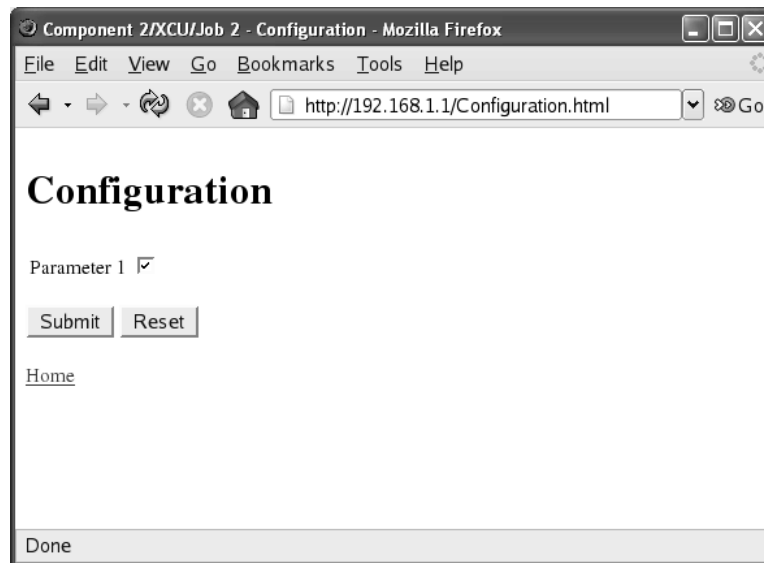 Component 2/XCU/Job 2 - Configuration - Mozilla Firefox
File Edit View Go Bookmarks Tools Help
http://192.168.1.1/Configuration.html Go
Configuration
Parameter 1
Submit Reset
Home
Done